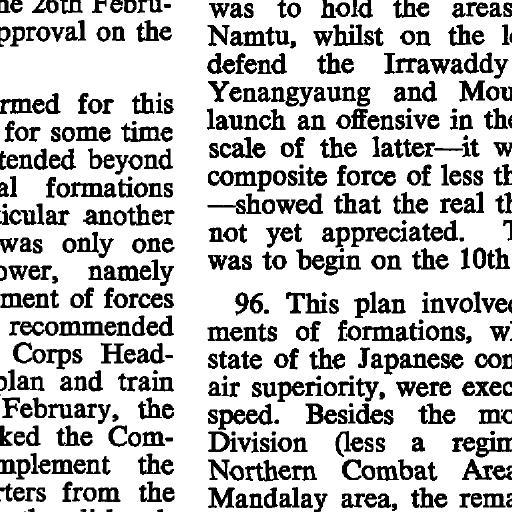 he 26th Febru-
pproval on the
rmed for this
for some time
tended beyond
al formations
ticular another
was only one
ower, namely
ment of forces
recommended
Corps Head-
plan and train
February, the
ked the Com-
mplement the
rters from the
was to hold the areas
Namtu, whilst on the
defend the Irrawaddy
Yenangyaung and Mou
launch an offensive in the
scale of the latter—it w
composite force of less th
—showed that the real th
not yet appreciated. T
was to begin on the 10th
96. This plan involved
ments of formations, w
state of the Japanese com
air superiority, were exec
speed. Besides the mo
Division (less a regim
Northern Combat Area
Mandalay area, the rema